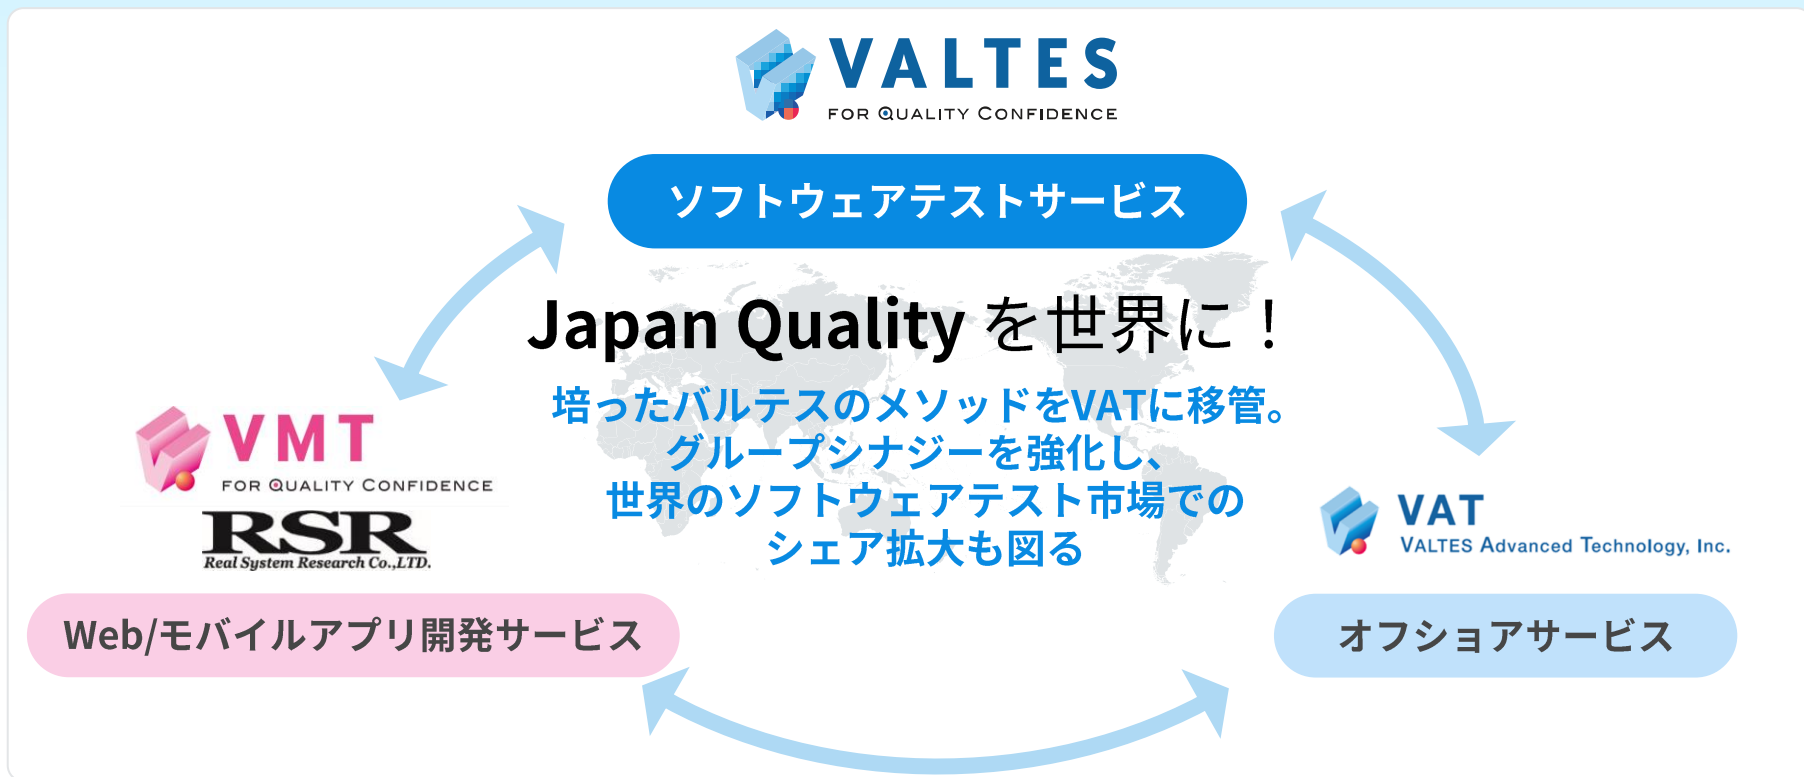 VALTES
FOR QUALITY CONFIDENCE
ソフトウェアテストサービス
Japan Quality を世界に！
培ったバルテスのメソッドをVATに移管。
グループシナジーを強化し、
世界のソフトウェアテスト市場での
シェア拡大も図る
VMT
FOR QUALITY CONFIDENCE
RSR
Real System Research Co.,LTD.
Web/モバイルアプリ開発サービス
VAT
VALTES Advanced Technology, Inc.
オフショアサービス